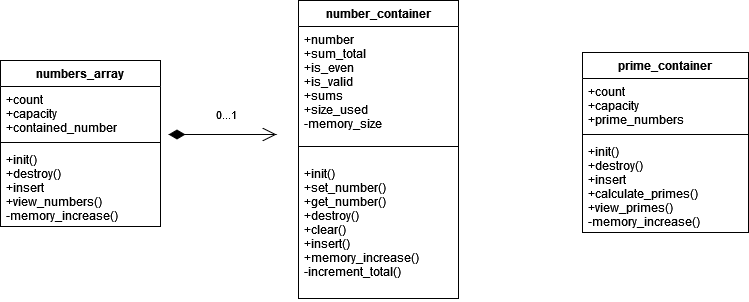 numbers_array
+count
+capacity
+contained_number
+init()
+destroy()
+insert
+view_numbers()
-memory_increase()
0...1
number_container
+number
+sum_total
+is_even
+is_valid
+sums
+size_used
-memory_size
+init()
+set_number()
+get_number()
+destroy()
+clear()
+insert()
+memory_increase()
-increment_total()
prime_container
+count
+capacity
+prime_numbers
+init()
+destroy()
+insert
+calculate_primes()
+view_primes()
-memory_increase()